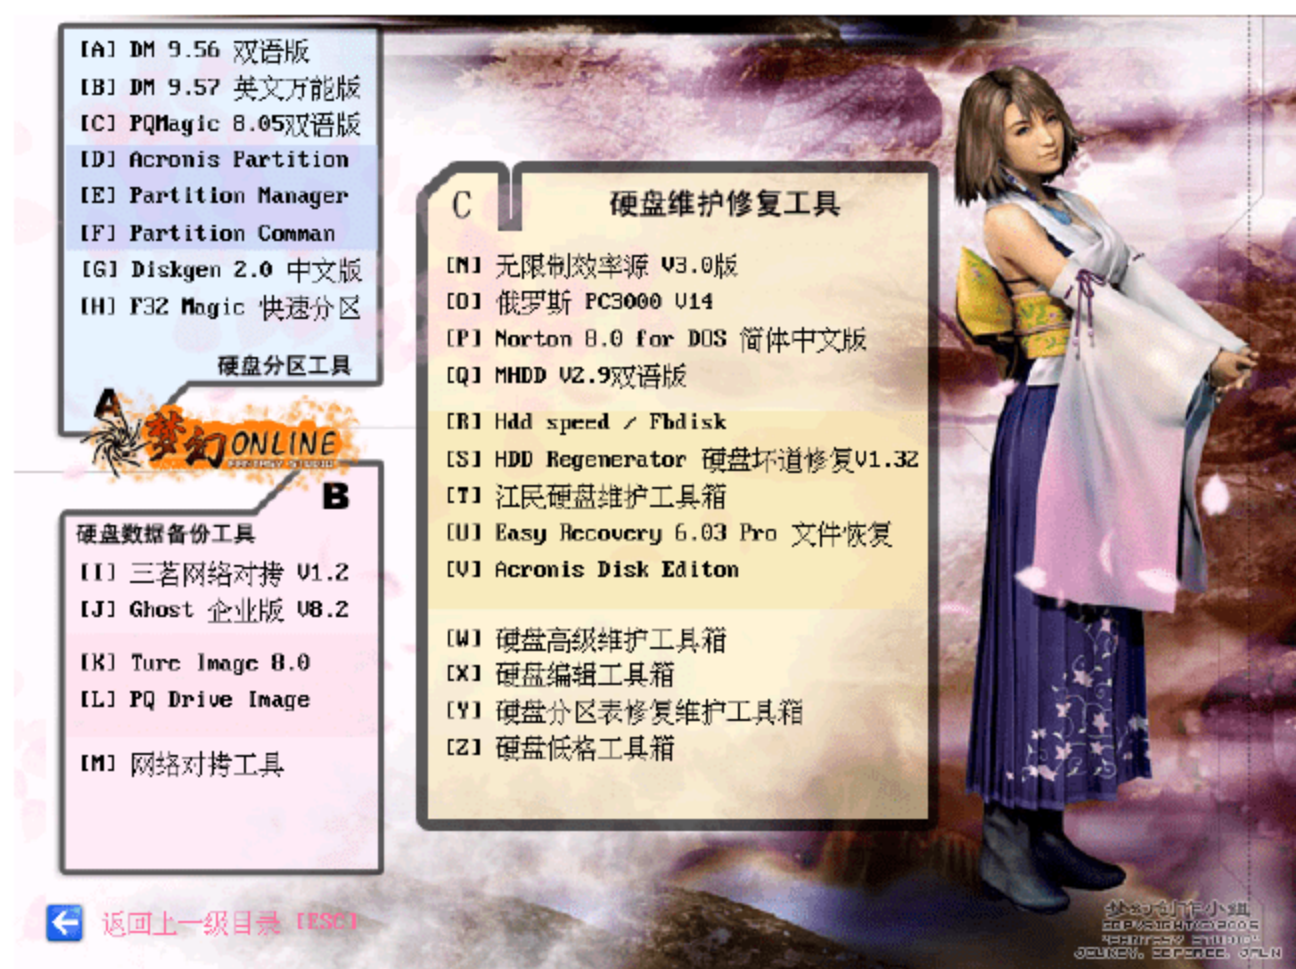 [A] DM 9.56 双语版
[B] DM 9.57 英文万能版
[C] PQMagic 8.05双语版
[D] Acronis Partition
[E] Partition Manager
[F] Partition Comman
[G] Diskgen 2.0 中文版
[H] F32 Magic 快速分区
硬盘分区工具
A
梦幻ONLINE
B
硬盘数据备份工具
[I] 三茗网络对拷 V1.2
[J] Ghost 企业版 V8.2
[K] Ture Image 8.0
[L] PQ Drive Image
[M] 网络对拷工具
C 硬盘维护修复工具
[N] 无限制效率源 V3.0版
[O] 俄罗斯 PC3000 V14
[P] Norton 8.0 for DOS 简体中文版
[Q] MHDD V2.9双语版
[R] Hdd speed / Fbdisk
[S] HDD Regenerator 硬盘坏道修复V1.32
[T] 江民硬盘维护工具箱
[U] Easy Recovery 6.03 Pro 文件恢复
[V] Acronis Disk Editon
[W] 硬盘高级维护工具箱
[X] 硬盘编辑工具箱
[Y] 硬盘分区表修复维护工具箱
[Z] 硬盘低格工具箱
返回上一级目录 [ESC]
梦幻创作小组
COPYRIGHT©2005
"FANTASY STUDIO"